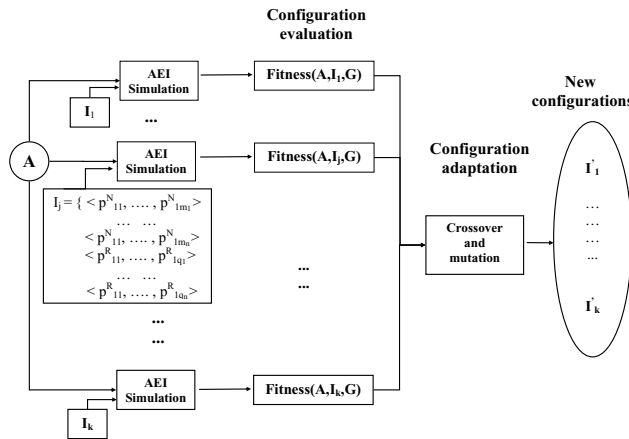 Configuration
evaluation
AEI
Simulation
Fitness(A,I1,G)
I1
...
New
configurations
A
AEI
Simulation
Fitness(A,Ij,G)
Configuration
adaptation
Ij = { < pN11, .... , pN1m1>
... ...
< pN11, .... , pN1mn>
< pR11, .... , pR1q1>
... ...
< pR11, .... , pR1qn>
...
...
...
...
Crossover
and
mutation
I'1
...
...
...
...
I'k
AEI
Simulation
Fitness(A,Ik,G)
Ik